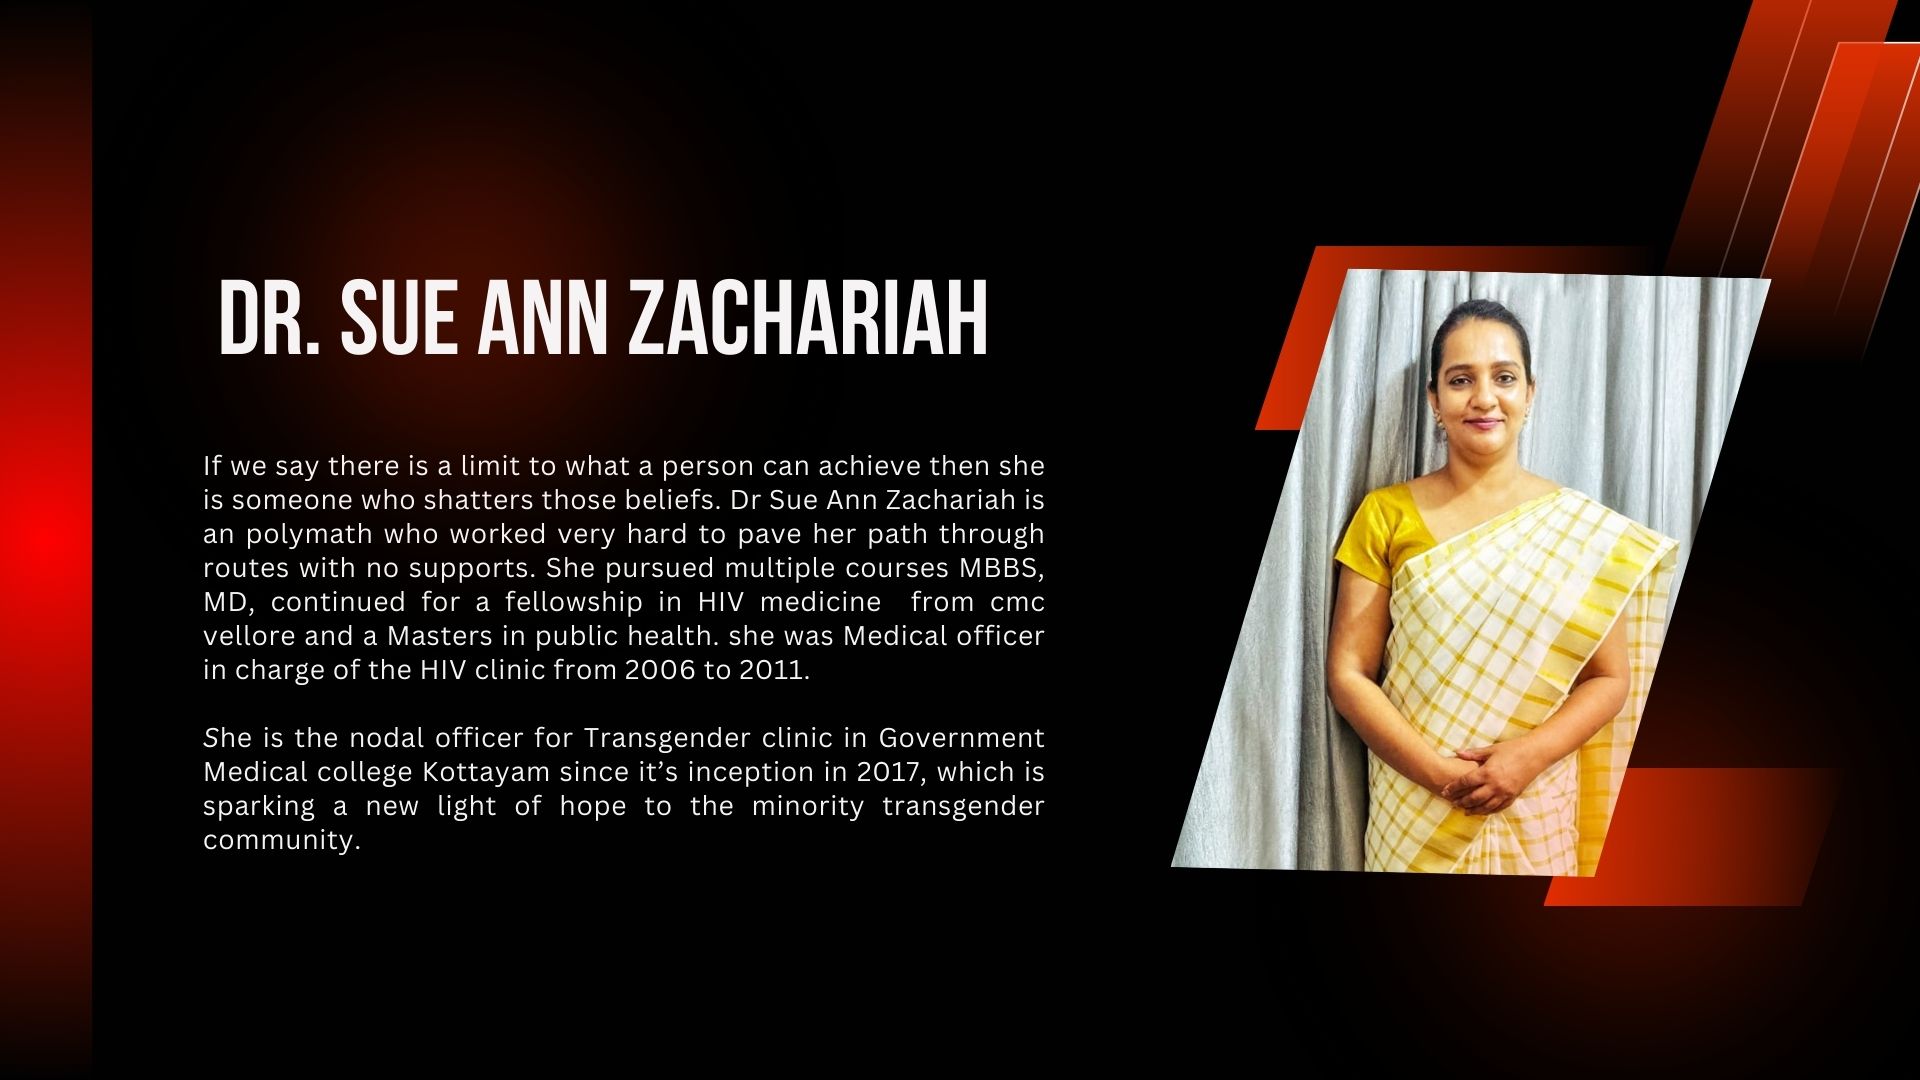 DR. SUE ANN ZACHARIAH
If we say there is a limit to what a person can achieve then she
is someone who shatters those beliefs. Dr Sue Ann Zachariah is
an polymath who worked very hard to pave her path through
routes with no supports. She pursued multiple courses MBBS,
MD, continued for a fellowship in HIV medicine  from cmc
vellore and a Masters in public health. she was Medical officer
in charge of the HIV clinic from 2006 to 2011.
She is the nodal officer for Transgender clinic in Government
Medical college Kottayam since it’s inception in 2017, which is
sparking a new light of hope to the minority transgender
community.